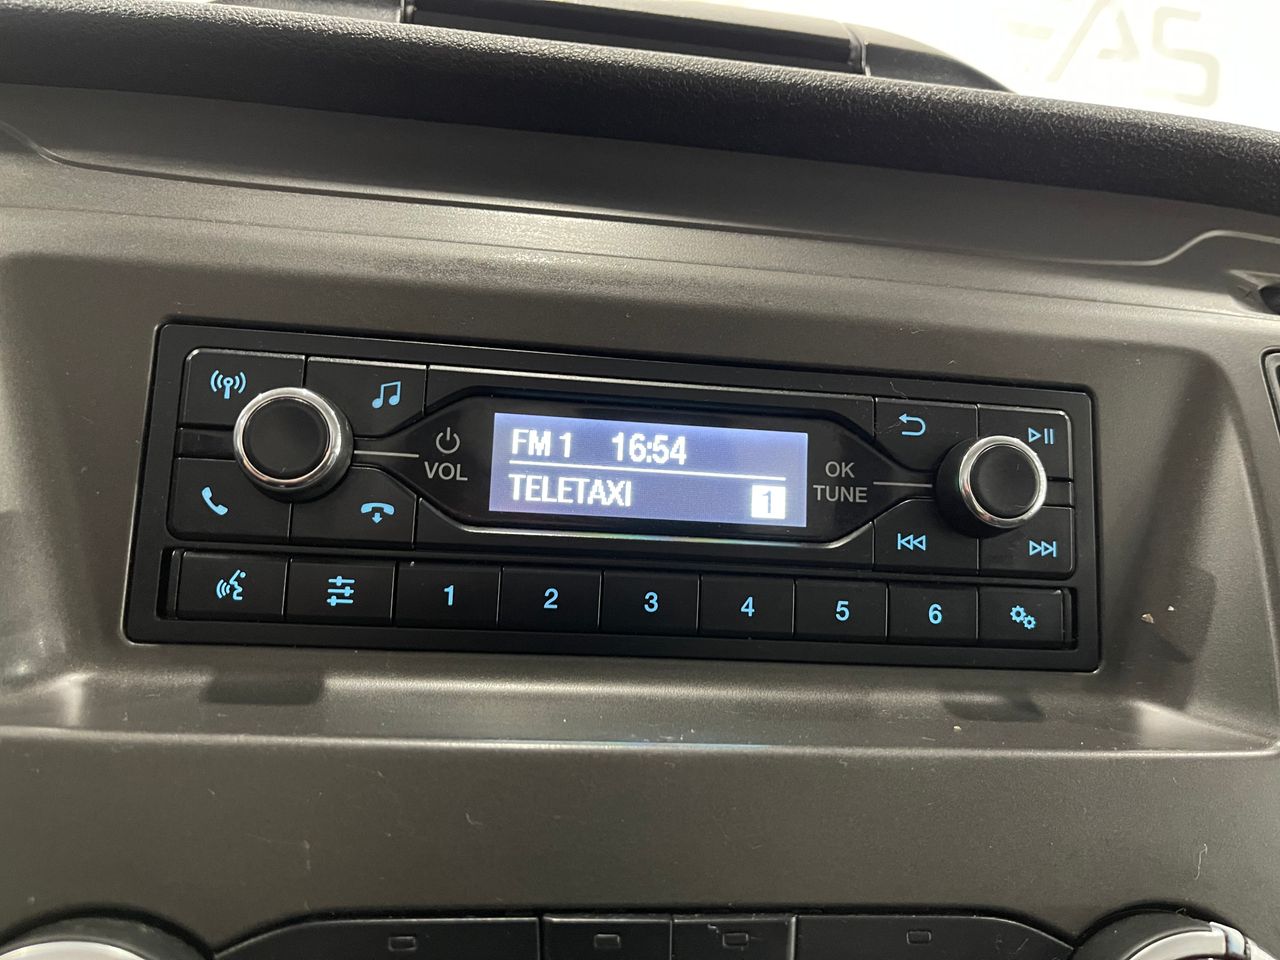 FM 1 16:54
TELETAXI 1
VOL
OK
TUNE
1 2 3 4 5 6